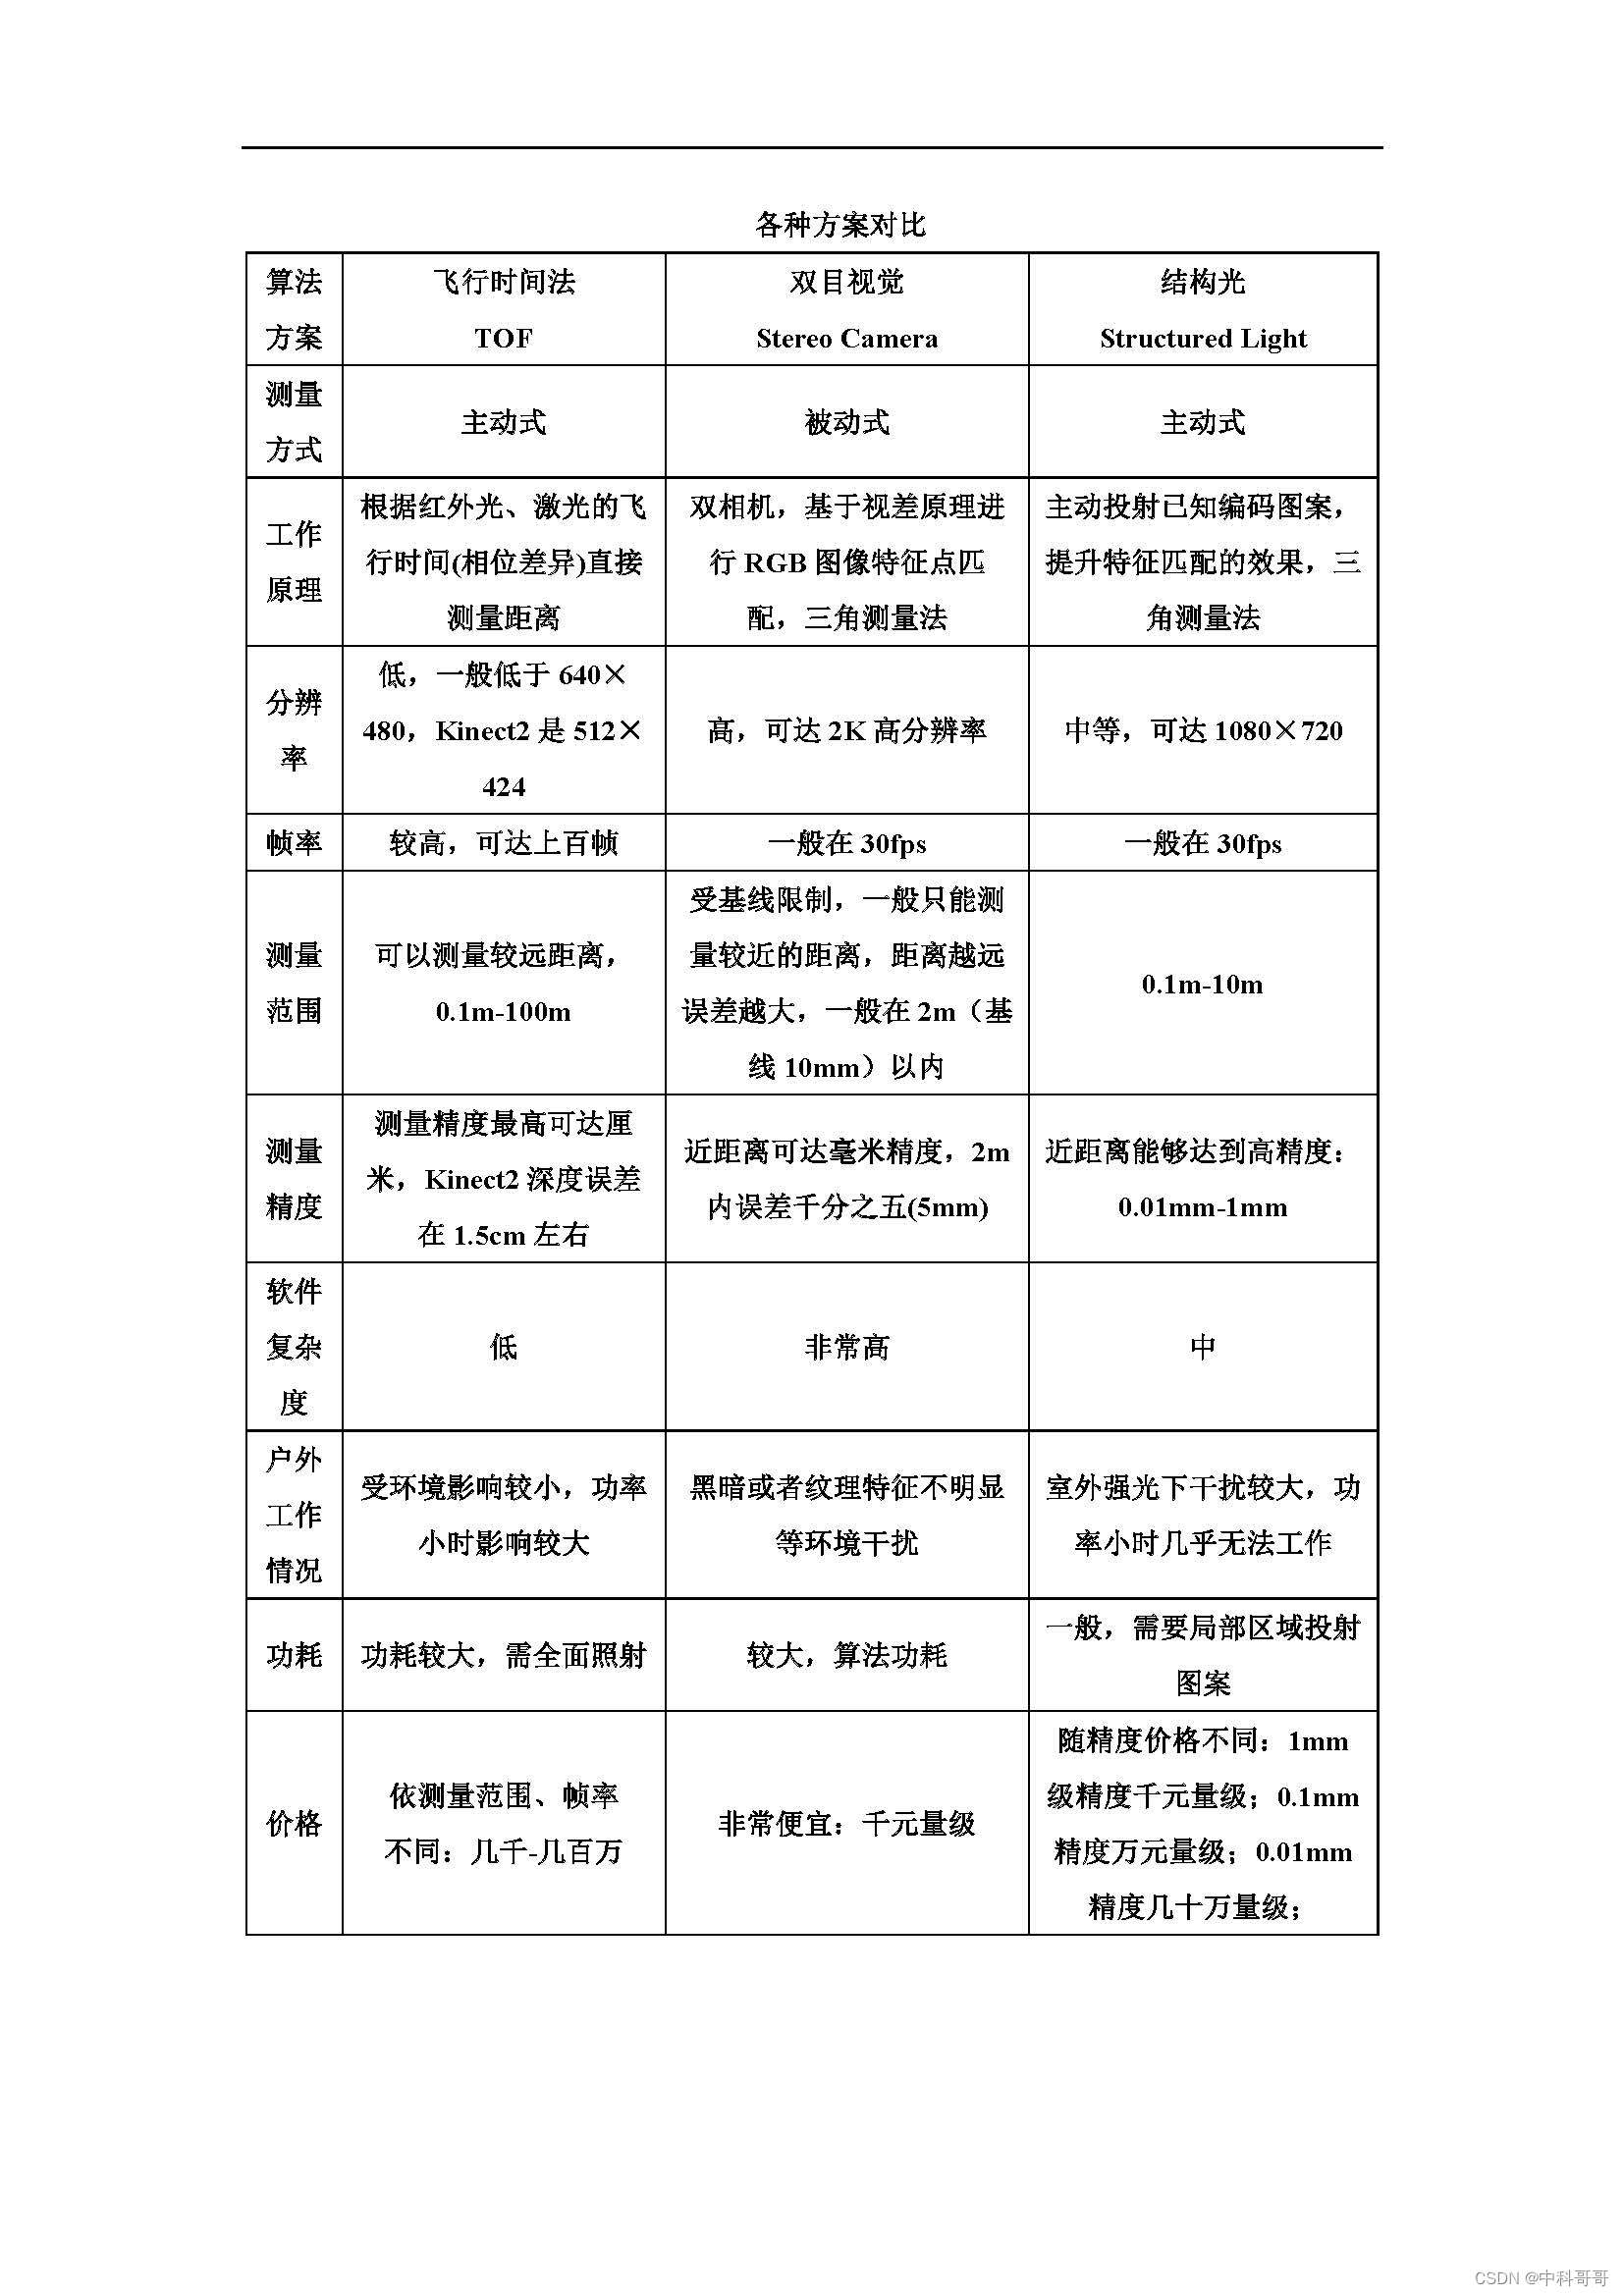 各种方案对比
算法
方案
飞行时间法
TOF
双目视觉
Stereo Camera
结构光
Structured Light
测量
方式
主动式
被动式
主动式
工作
原理
根据红外光、激光的飞
行时间(相位差异)直接
测量距离
双相机，基于视差原理进
行 RGB 图像特征点匹
配，三角测量法
主动投射已知编码图案，
提升特征匹配的效果，三
角测量法
分辨
率
低，一般低于 640×
480，Kinect2 是 512×
424
高，可达 2K 高分辨率
中等，可达 1080×720
帧率
较高，可达上百帧
一般在 30fps
一般在 30fps
测量
范围
可以测量较远距离，
0.1m-100m
受基线限制，一般只能测
量较近的距离，距离越远
误差越大，一般在 2m（基
线 10mm）以内
0.1m-10m
测量
精度
测量精度最高可达厘
米，Kinect2 深度误差
在 1.5cm 左右
近距离可达毫米精度，2m
内误差千分之五(5mm)
近距离能够达到高精度：
0.01mm-1mm
软件
复杂
度
低
非常高
中
户外
工作
情况
受环境影响较小，功率
小时影响较大
黑暗或者纹理特征不明显
等环境干扰
室外强光下干扰较大，功
率小时几乎无法工作
功耗
功耗较大，需全面照射
较大，算法功耗
一般，需要局部区域投射
图案
价格
依测量范围、帧率
不同：几千-几百万
非常便宜：千元量级
随精度价格不同：1mm
级精度千元量级；0.1mm
精度万元量级；0.01mm
精度几十万量级；
CSDN @中科哥哥